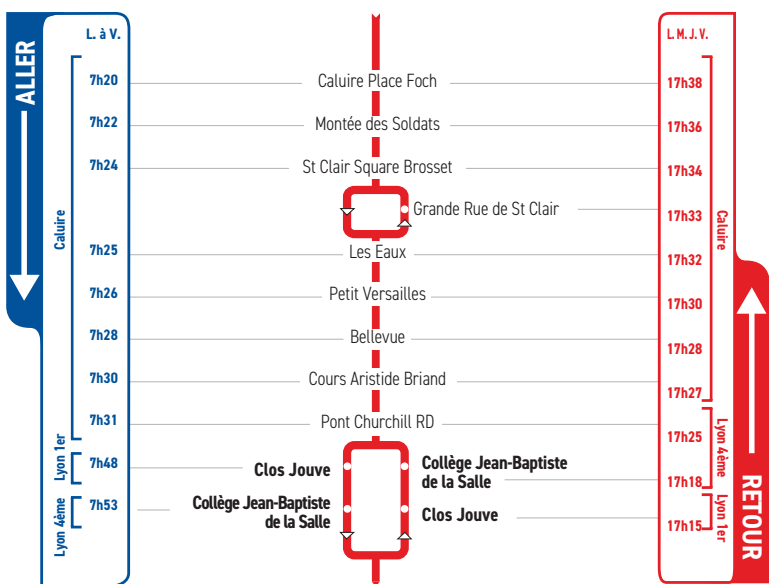 ALLER
L. à V.
L. M. J. V.
7h20 Caluire Place Foch 17h38
7h22 Montée des Soldats 17h36
7h24 St Clair Square Brosset 17h34
Grande Rue de St Clair 17h33
Caluire
Caluire
7h25 Les Eaux 17h32
7h26 Petit Versailles 17h30
7h28 Bellevue 17h28
7h30 Cours Aristide Briand 17h27
7h31 Pont Churchill RD 17h25
Lyon 1er
Lyon 4ème
7h48 Clos Jouve
Collège Jean-Baptiste
de la Salle 17h18
Lyon 4ème
7h53 Collège Jean-Baptiste
de la Salle
Clos Jouve 17h15
Lyon 1er
RETOUR